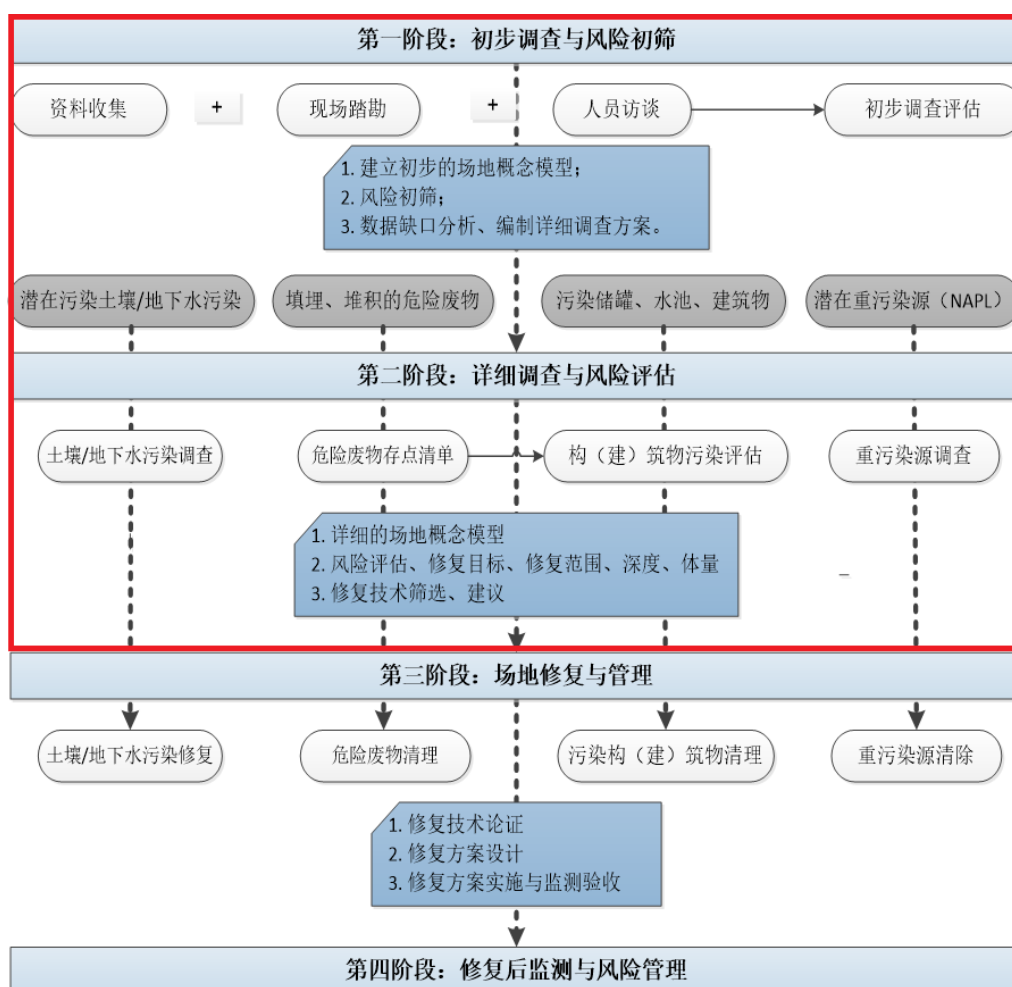 第一阶段：初步调查与风险初筛
资料收集
+
现场踏勘
+
人员访谈
初步调查评估
1. 建立初步的场地概念模型；
2. 风险初筛；
3. 数据缺口分析、编制详细调查方案。
潜在污染土壤/地下水污染
填埋、堆积的危险废物
污染储罐、水池、建筑物
潜在重污染源（NAPL）
第二阶段：详细调查与风险评估
土壤/地下水污染调查
危险废物存点清单
构（建）筑物污染评估
重污染源调查
1. 详细的场地概念模型
2. 风险评估、修复目标、修复范围、深度、体量
3. 修复技术筛选、建议
第三阶段：场地修复与管理
土壤/地下水污染修复
危险废物清理
污染构（建）筑物清理
重污染源清除
1. 修复技术论证
2. 修复方案设计
3. 修复方案实施与监测验收
第四阶段：修复后监测与风险管理